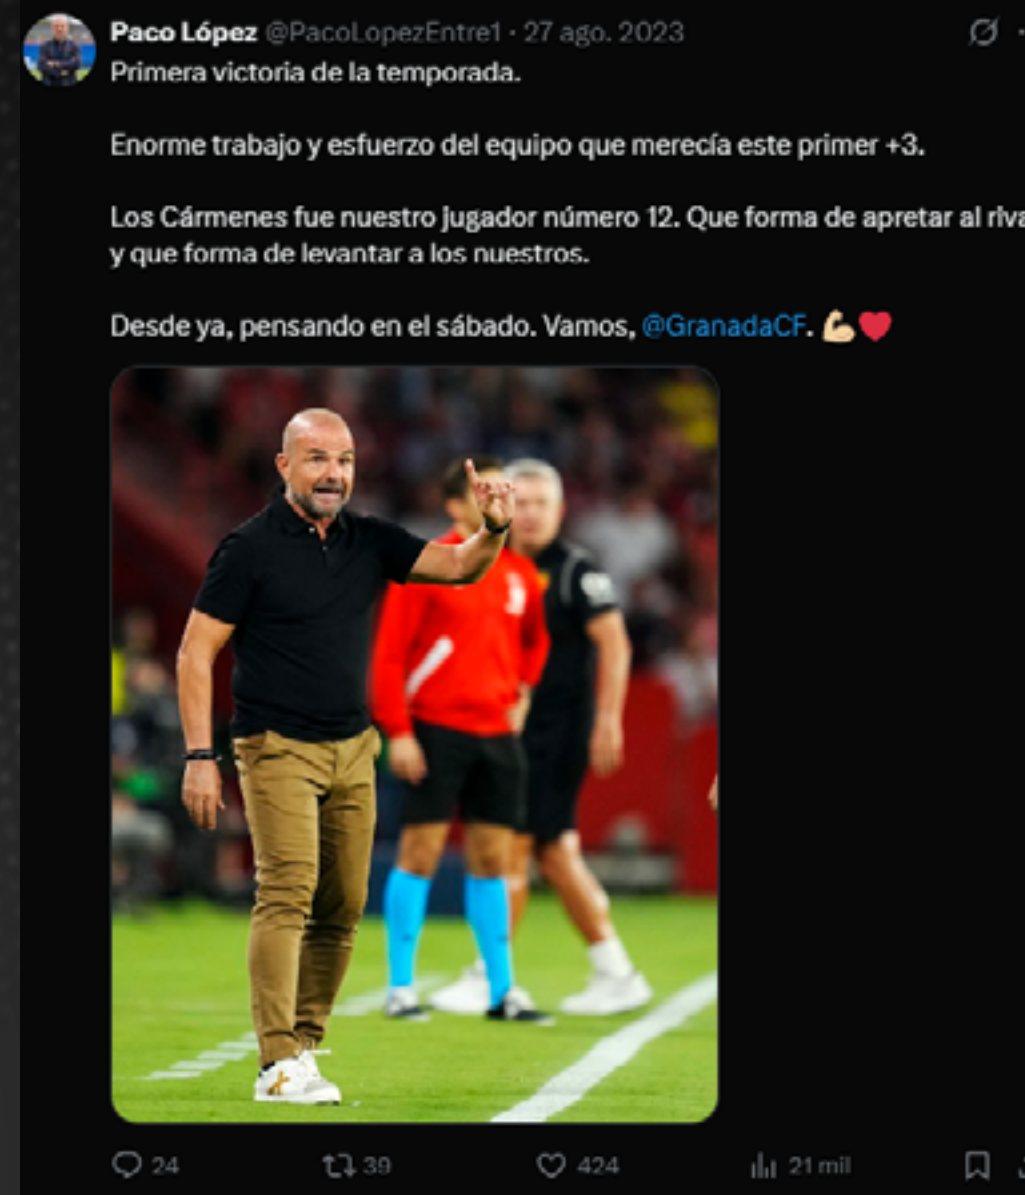 Paco López @PacoLopezEntre1 · 27 ago. 2023
Primera victoria de la temporada.
Enorme trabajo y esfuerzo del equipo que merecía este primer +3.
Los Cármenes fue nuestro jugador número 12. Que forma de apretar al riva
y que forma de levantar a los nuestros.
Desde ya, pensando en el sábado. Vamos, @GranadaCF. 💪🏼❤️
24 39 424 21 mil